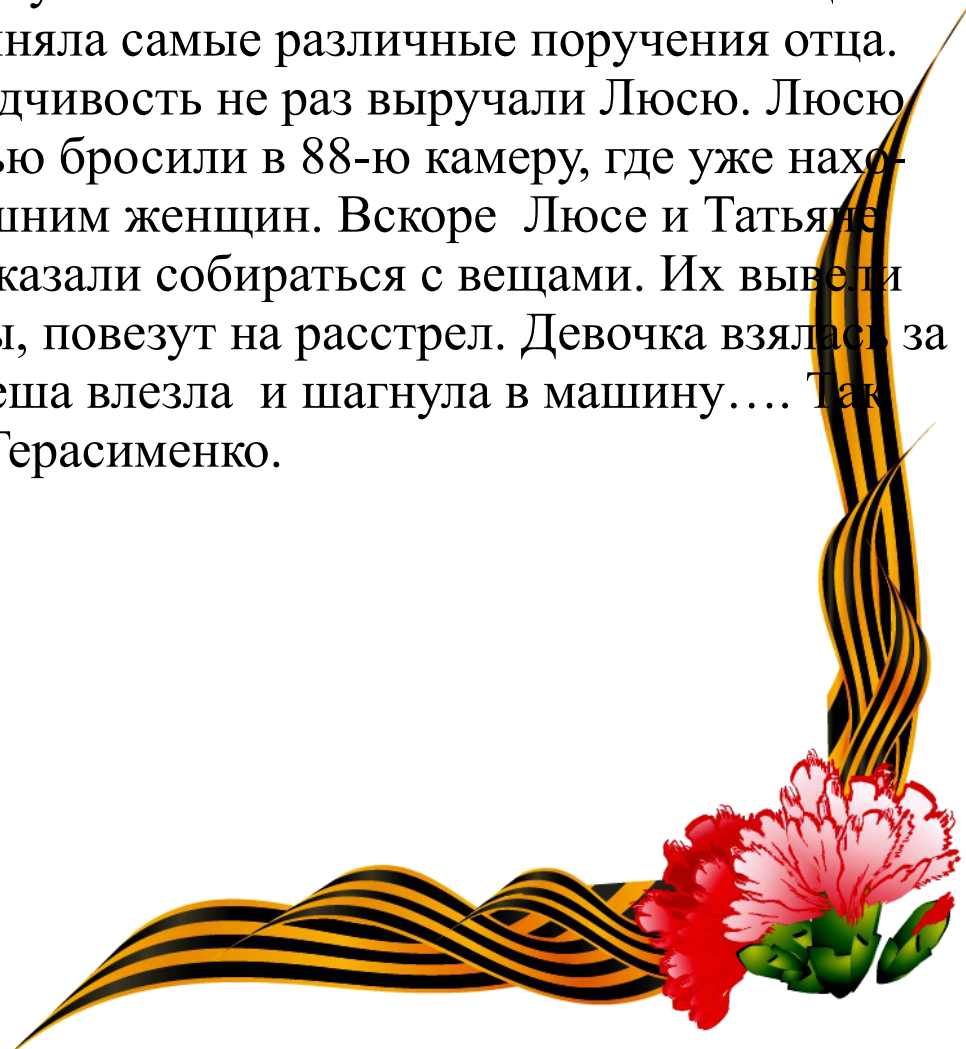 няла самые различные поручения отца.
дчивость не раз выручали Люсю. Люсю
ью бросили в 88-ю камеру, где уже нахо-
шним женщин. Вскоре  Люсе и Татьяне
казали собираться с вещами. Их вывели
ы, повезут на расстрел. Девочка взялась за
еша влезла  и шагнула в машину…. Так
Герасименко.